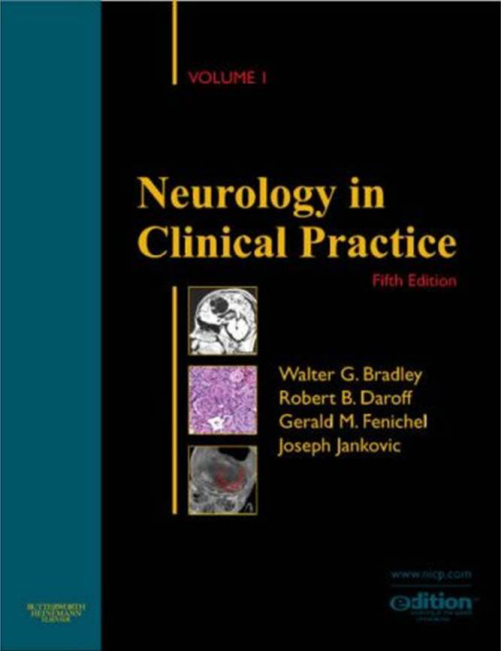 VOLUME I
Neurology in
Clinical Practice
Fifth Edition
Walter G. Bradley
Robert B. Daroff
Gerald M. Fenichel
Joseph Jankovic
www.nicp.com
edition
BUTTERWORTH
HEINEMANN
ELSEVIER